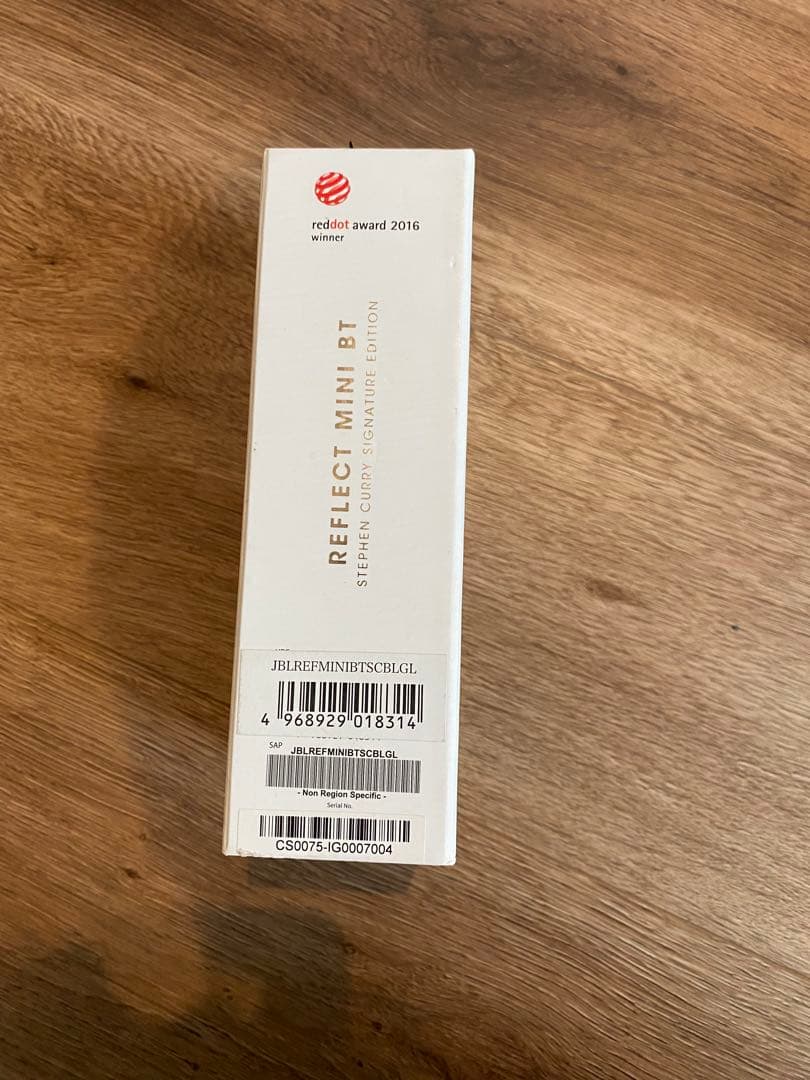 reddot award 2016
winner
REFLECT MINI BT
STEPHEN CURRY SIGNATURE EDITION
JBLREFMINIBTSCBLGL
4 968929 018314
SAP JBLREFMINIBTSCBLGL
- Non Region Specific -
Serial No.
CS0075-IG0007004